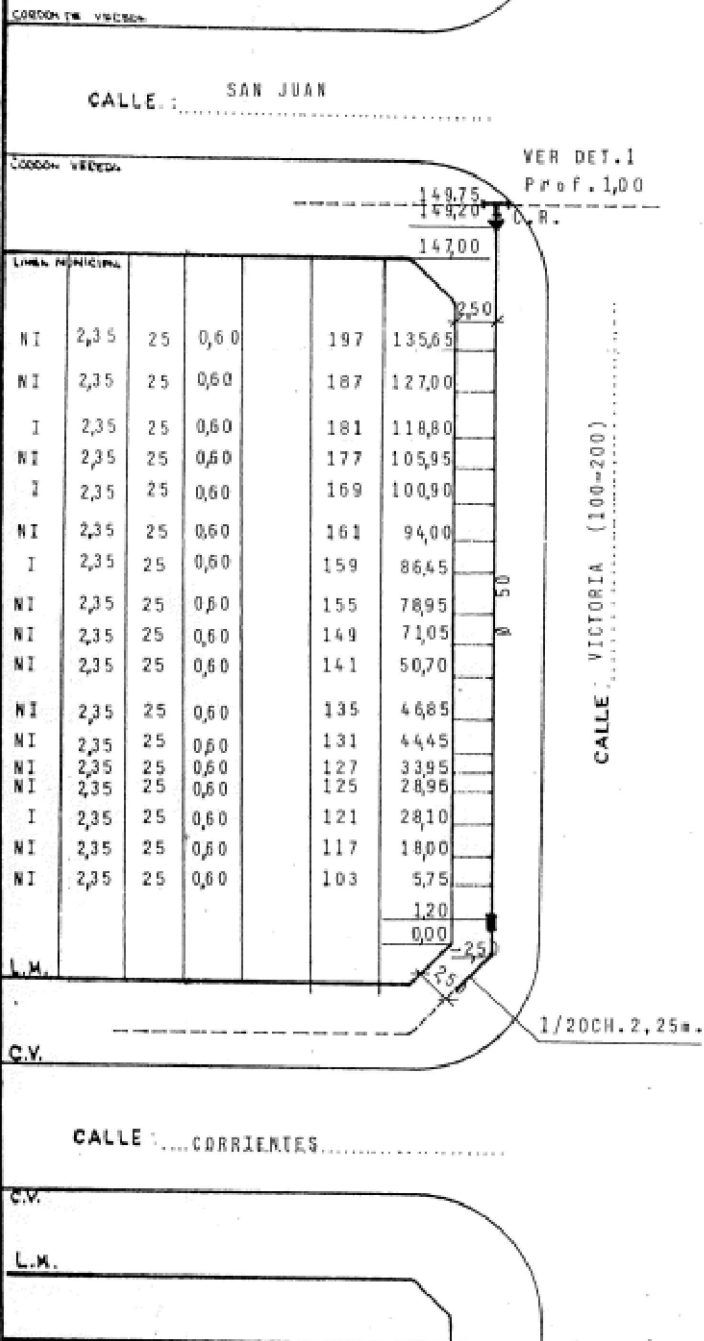 CORDON DE VEREDA
CALLE : SAN JUAN
CORDON VEREDA
VER DET.1
Prof. 1,00
149,75
149,20
C.R.
147,00
LINEA MUNICIPAL
2,50
NI 2,35 25 0,60 197 135,65
NI 2,35 25 0,60 187 127,00
I 2,35 25 0,60 181 118,80
NI 2,35 25 0,60 177 105,95
I 2,35 25 0,60 169 100,90
NI 2,35 25 0,60 161 94,00
I 2,35 25 0,60 159 86,45
NI 2,35 25 0,60 155 78,95
NI 2,35 25 0,60 149 71,05
NI 2,35 25 0,60 141 50,70
NI 2,35 25 0,60 135 46,85
NI 2,35 25 0,60 131 44,45
NI 2,35 25 0,60 127 33,95
NI 2,35 25 0,60 125 28,95
I 2,35 25 0,60 121 28,10
NI 2,35 25 0,60 117 18,00
NI 2,35 25 0,60 103 5,75
Ø 50
CALLE : VICTORIA (100-200)
1,20
0,00
-2,50
L.M.
1/20CH.2,25m.
C.V.
CALLE : CORRIENTES
C.V.
L.M.